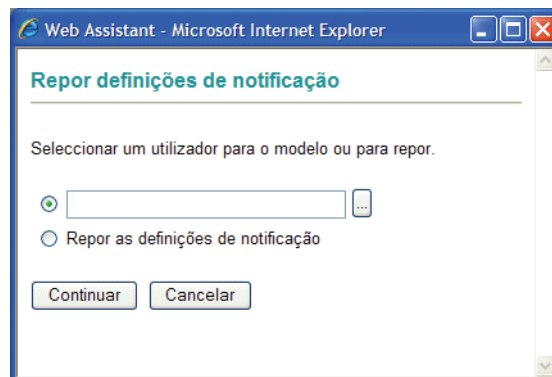 Web Assistant - Microsoft Internet Explorer
Repor definições de notificação
Seleccionar um utilizador para o modelo ou para repor.
...
Repor as definições de notificação
Continuar Cancelar